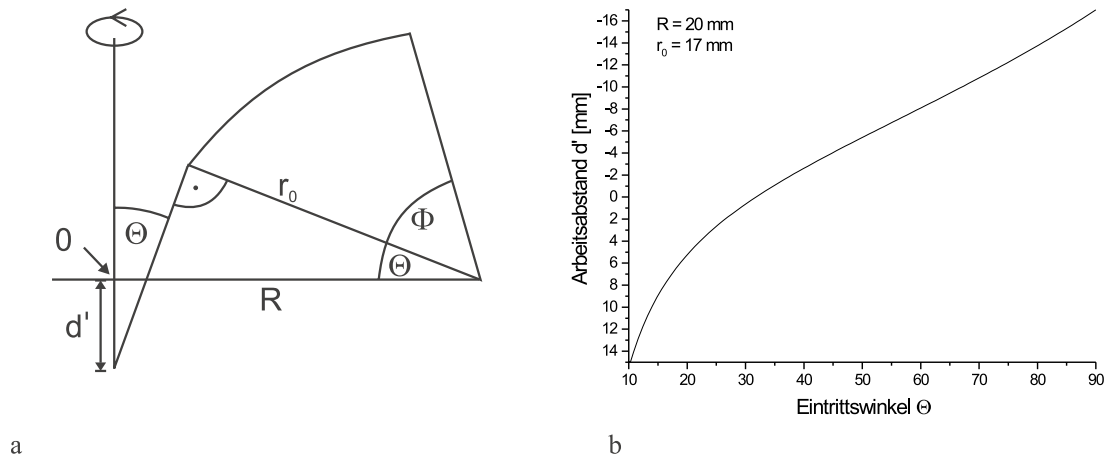 Θ
r₀
Φ
0
Θ
R
d'
a
R = 20 mm
r₀ = 17 mm
Arbeitsabstand d' [mm]
-16
-14
-12
-10
-8
-6
-4
-2
0
2
4
6
8
10
12
14
10 20 30 40 50 60 70 80 90
Eintrittswinkel Θ
b